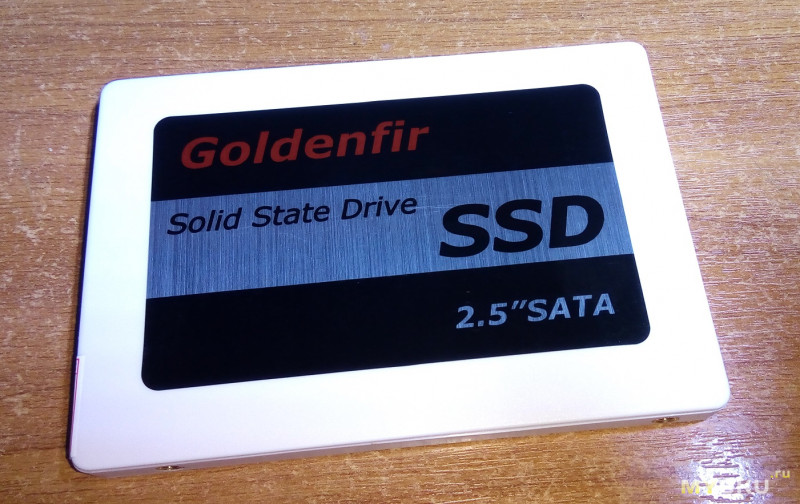 Goldenfir
Solid State Drive
SSD
2.5”SATA